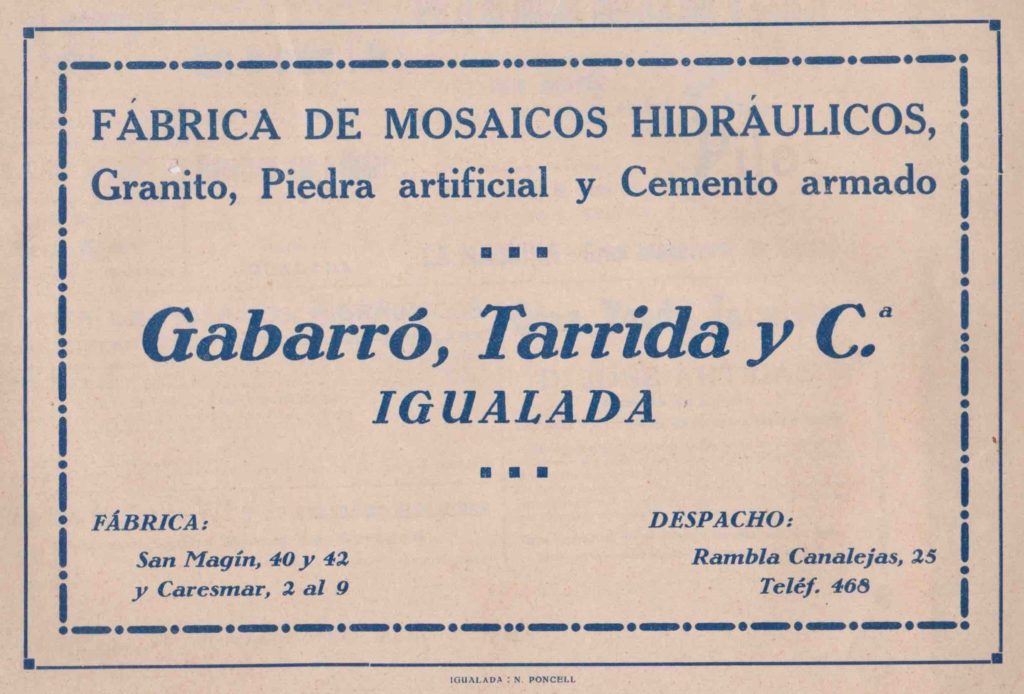 FÁBRICA DE MOSAICOS HIDRÁULICOS,
Granito, Piedra artificial y Cemento armado
Gabarró, Tarrida y C.ª
IGUALADA
FÁBRICA:
San Magín, 40 y 42
y Caresmar, 2 al 9
DESPACHO:
Rambla Canalejas, 25
Teléf. 468
IGUALADA : N. PONCELL